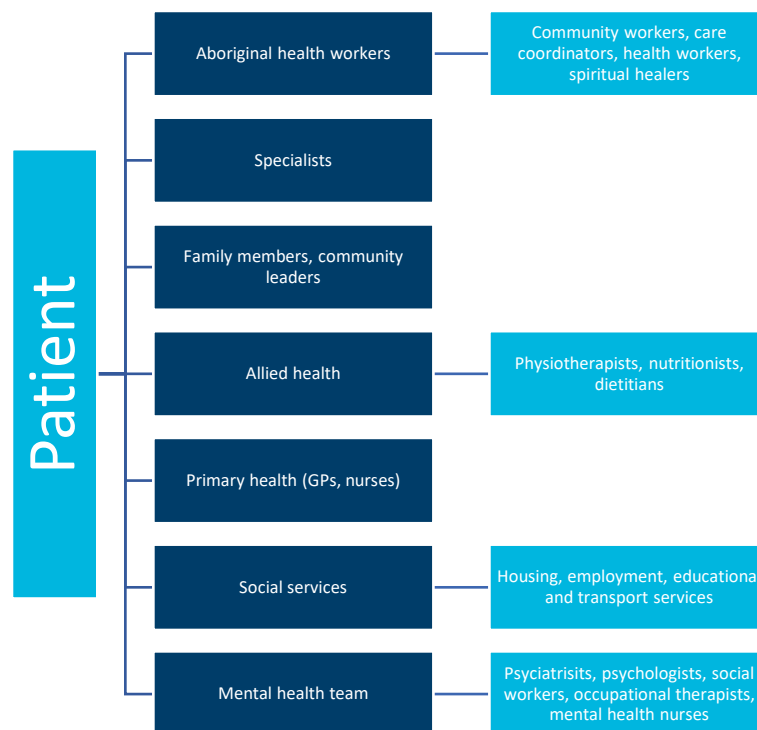 Patient
Aboriginal health workers
Community workers, care
coordinators, health workers,
spiritual healers
Specialists
Family members, community
leaders
Allied health
Physiotherapists, nutritionists,
dietitians
Primary health (GPs, nurses)
Social services
Housing, employment, educationa
and transport services
Mental health team
Psyciatrisits, psychologists, social
workers, occupational therapists,
mental health nurses